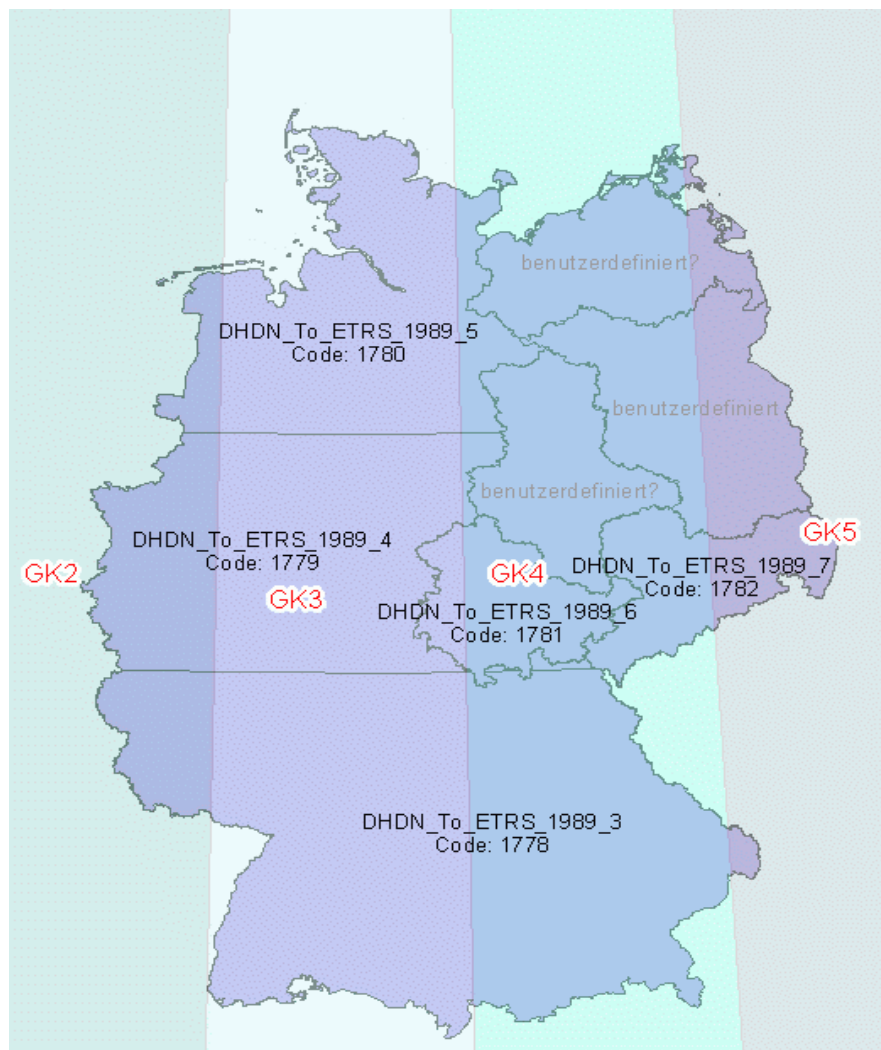 benutzerdefiniert?
DHDN_To_ETRS_1989_5
Code: 1780
benutzerdefiniert
benutzerdefiniert?
GK5
DHDN_To_ETRS_1989_4
Code: 1779
GK2
GK3
GK4
DHDN_To_ETRS_1989_7
Code: 1782
DHDN_To_ETRS_1989_6
Code: 1781
DHDN_To_ETRS_1989_3
Code: 1778